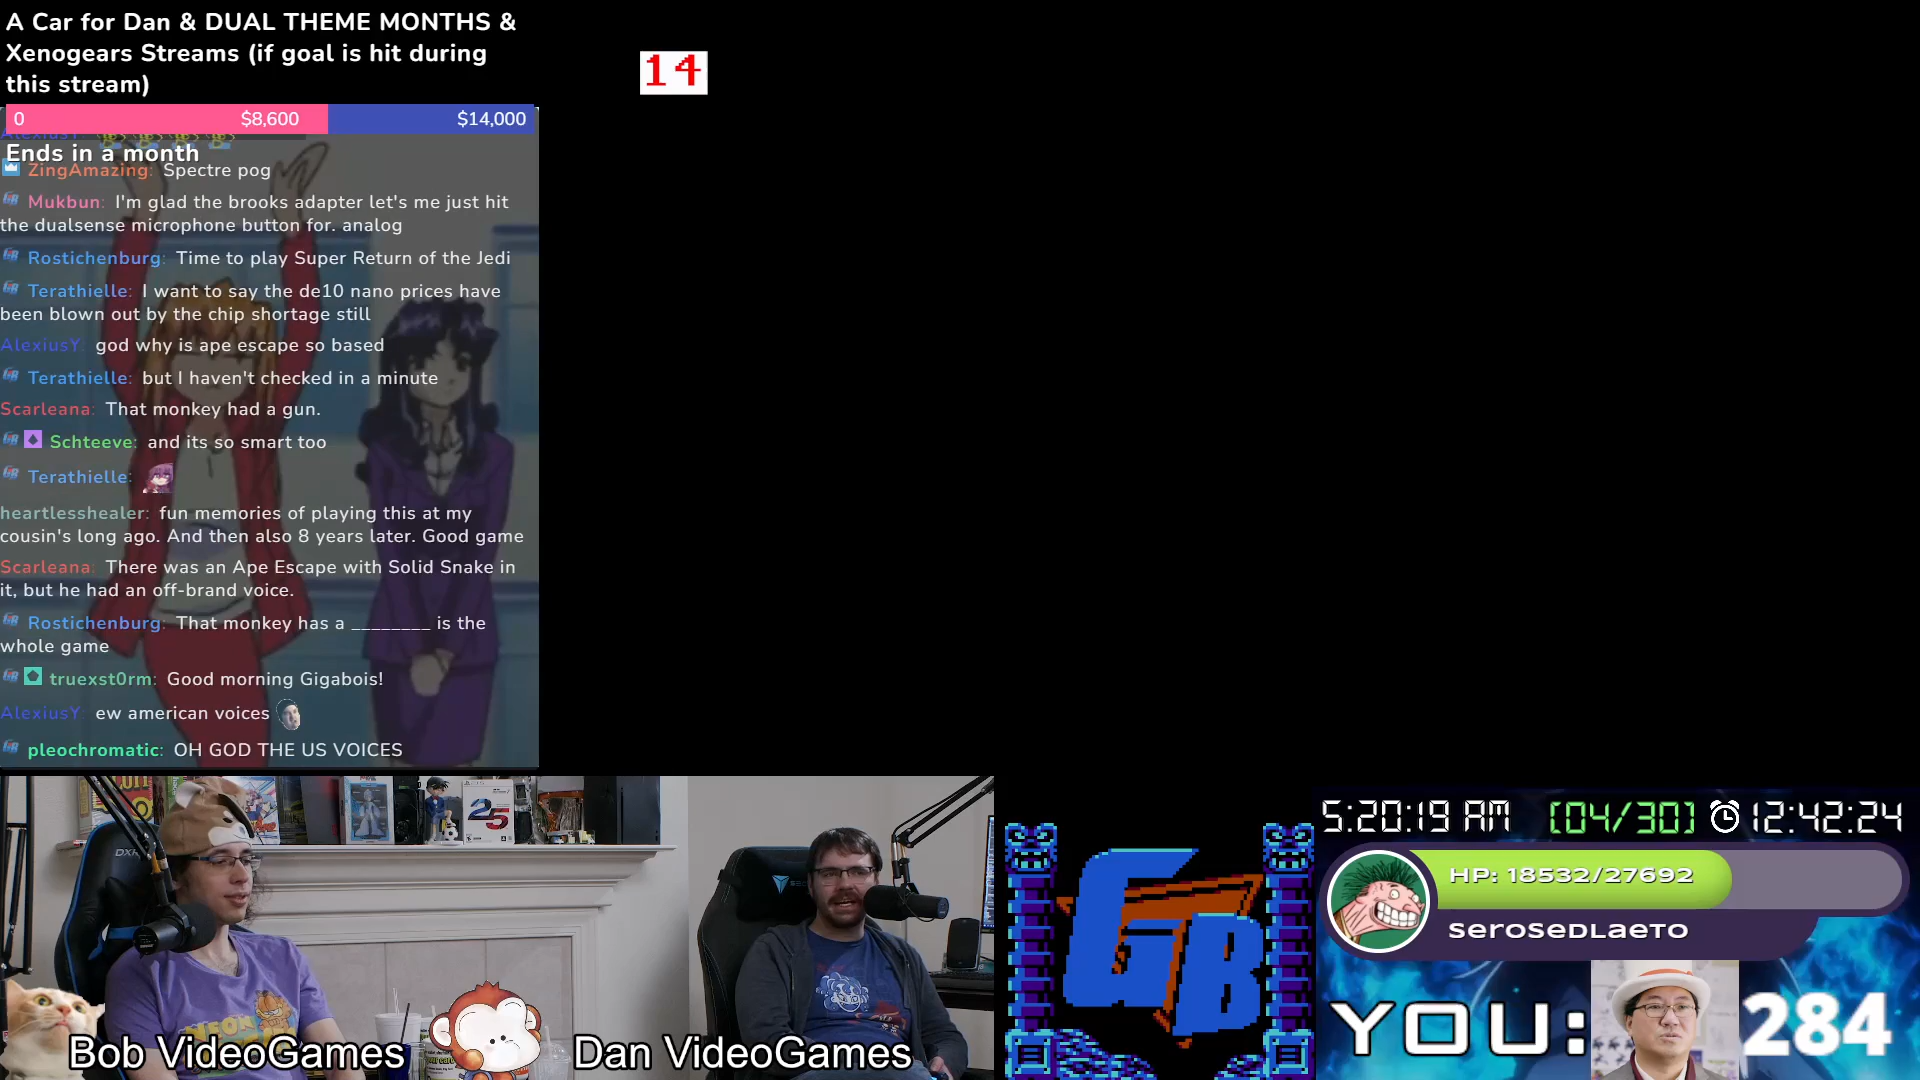 A Car for Dan & DUAL THEME MONTHS &
Xenogears Streams (if goal is hit during
this stream)
0 $8,600 $14,000
AlexiusY:
Ends in a month
ZingAmazing: Spectre pog
Mukbun: I'm glad the brooks adapter let's me just hit
the dualsense microphone button for. analog
Rostichenburg: Time to play Super Return of the Jedi
Terathielle: I want to say the de10 nano prices have
been blown out by the chip shortage still
AlexiusY: god why is ape escape so based
Terathielle: but I haven't checked in a minute
Scarleana: That monkey had a gun.
Schteeve: and its so smart too
Terathielle:
heartlesshealer: fun memories of playing this at my
cousin's long ago. And then also 8 years later. Good game
Scarleana: There was an Ape Escape with Solid Snake in
it, but he had an off-brand voice.
Rostichenburg: That monkey has a ________ is the
whole game
truexst0rm: Good morning Gigabois!
AlexiusY: ew american voices
pleochromatic: OH GOD THE US VOICES
14
25
Bob VideoGames
Dan VideoGames
GB
5:20:19 AM [04/30] 12:42:24
HP: 18532/27692
SeroSedLaeto
YOU: 284